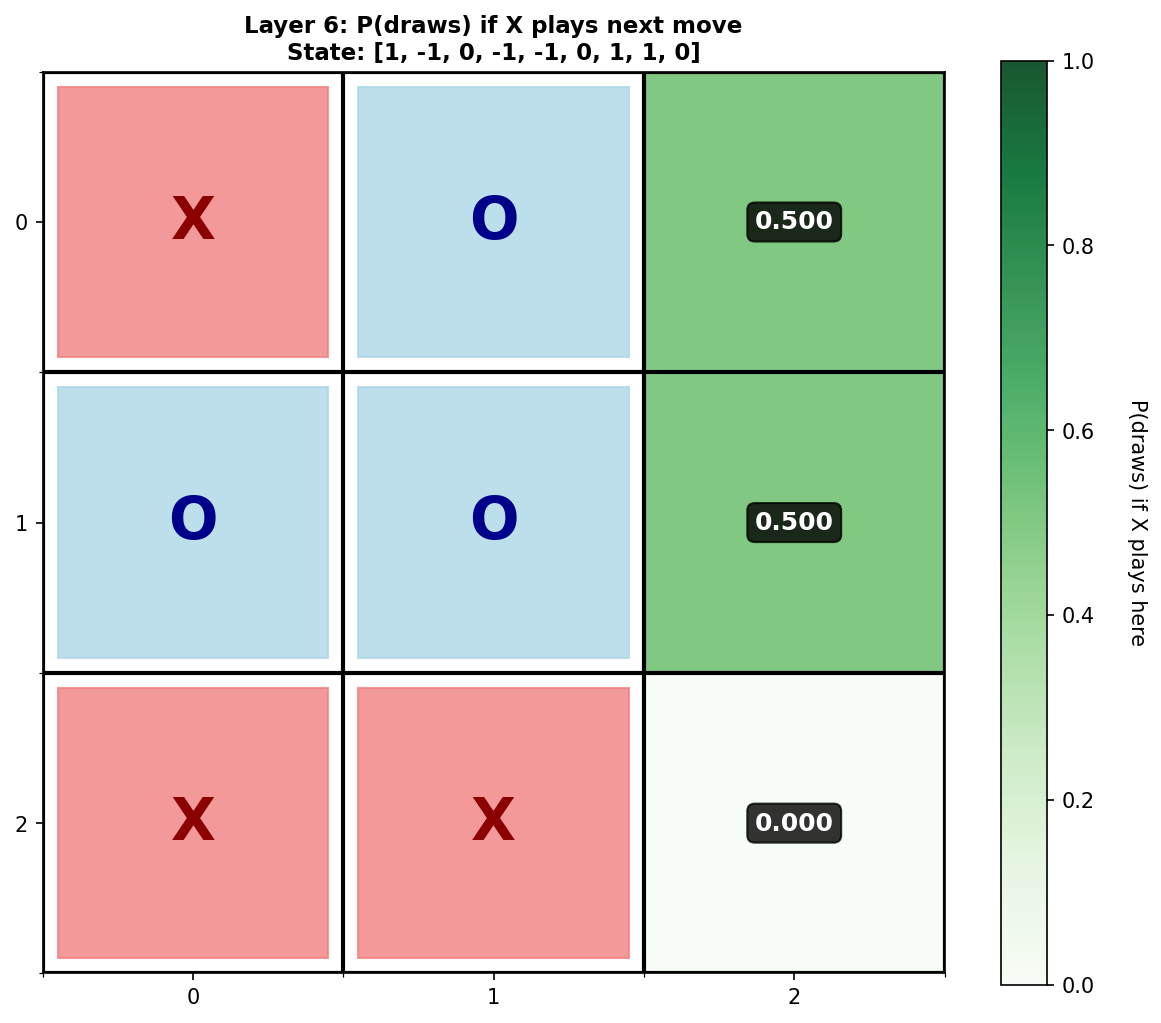 Layer 6: P(draws) if X plays next move
State: [1, -1, 0, -1, -1, 0, 1, 1, 0]
X
O
0.500
O
O
0.500
X
X
0.000
0
1
2
0
1
2
1.0
0.8
0.6
0.4
0.2
0.0
P(draws) if X plays here